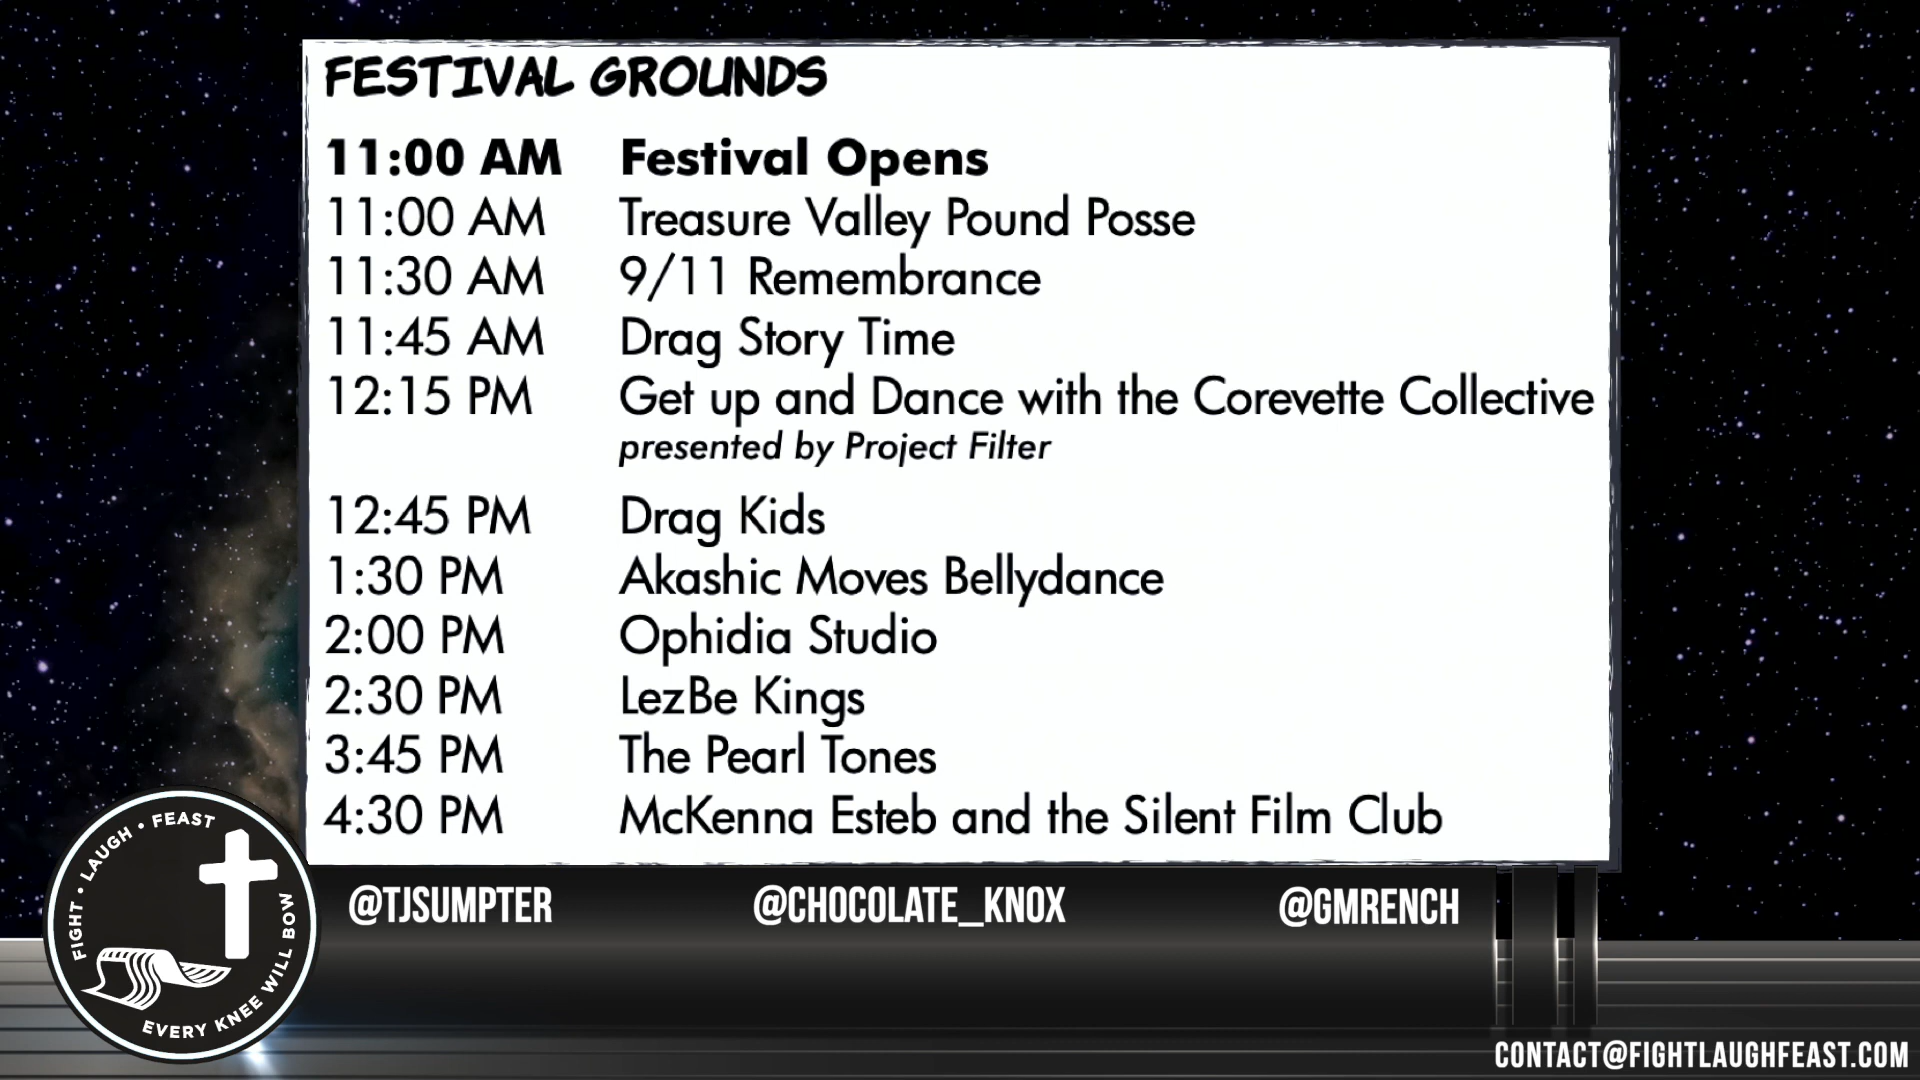 FESTIVAL GROUNDS
11:00 AM Festival Opens
11:00 AM Treasure Valley Pound Posse
11:30 AM 9/11 Remembrance
11:45 AM Drag Story Time
12:15 PM Get up and Dance with the Corevette Collective
presented by Project Filter
12:45 PM Drag Kids
1:30 PM Akashic Moves Bellydance
2:00 PM Ophidia Studio
2:30 PM LezBe Kings
3:45 PM The Pearl Tones
4:30 PM McKenna Esteb and the Silent Film Club
FIGHT • LAUGH • FEAST
EVERY KNEE WILL BOW
@TJSUMPTER @CHOCOLATE_KNOX @GMRENCH
CONTACT@FIGHTLAUGHFEAST.COM